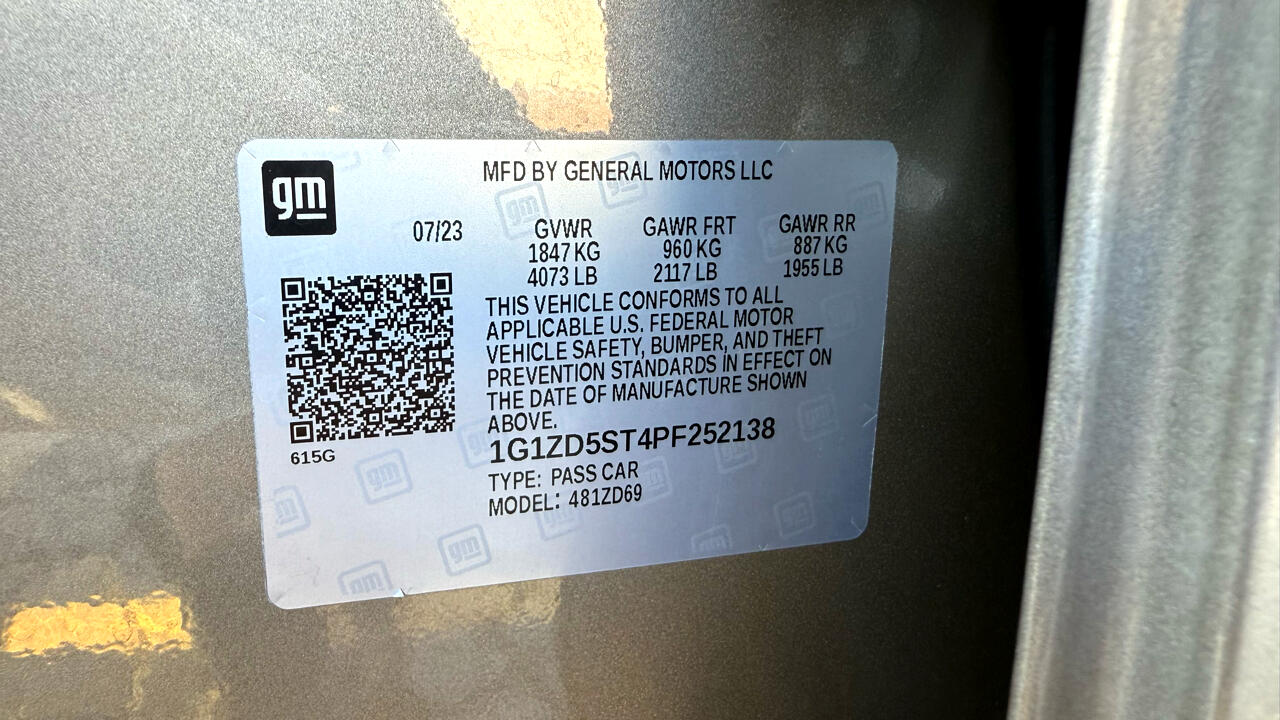 gm
MFD BY GENERAL MOTORS LLC
07/23 GVWR GAWR FRT GAWR RR
1847 KG 960 KG 887 KG
4073 LB 2117 LB 1955 LB
THIS VEHICLE CONFORMS TO ALL
APPLICABLE U.S. FEDERAL MOTOR
VEHICLE SAFETY, BUMPER, AND THEFT
PREVENTION STANDARDS IN EFFECT ON
THE DATE OF MANUFACTURE SHOWN
ABOVE.
1G1ZD5ST4PF252138
TYPE: PASS CAR
MODEL: 481ZD69
615G